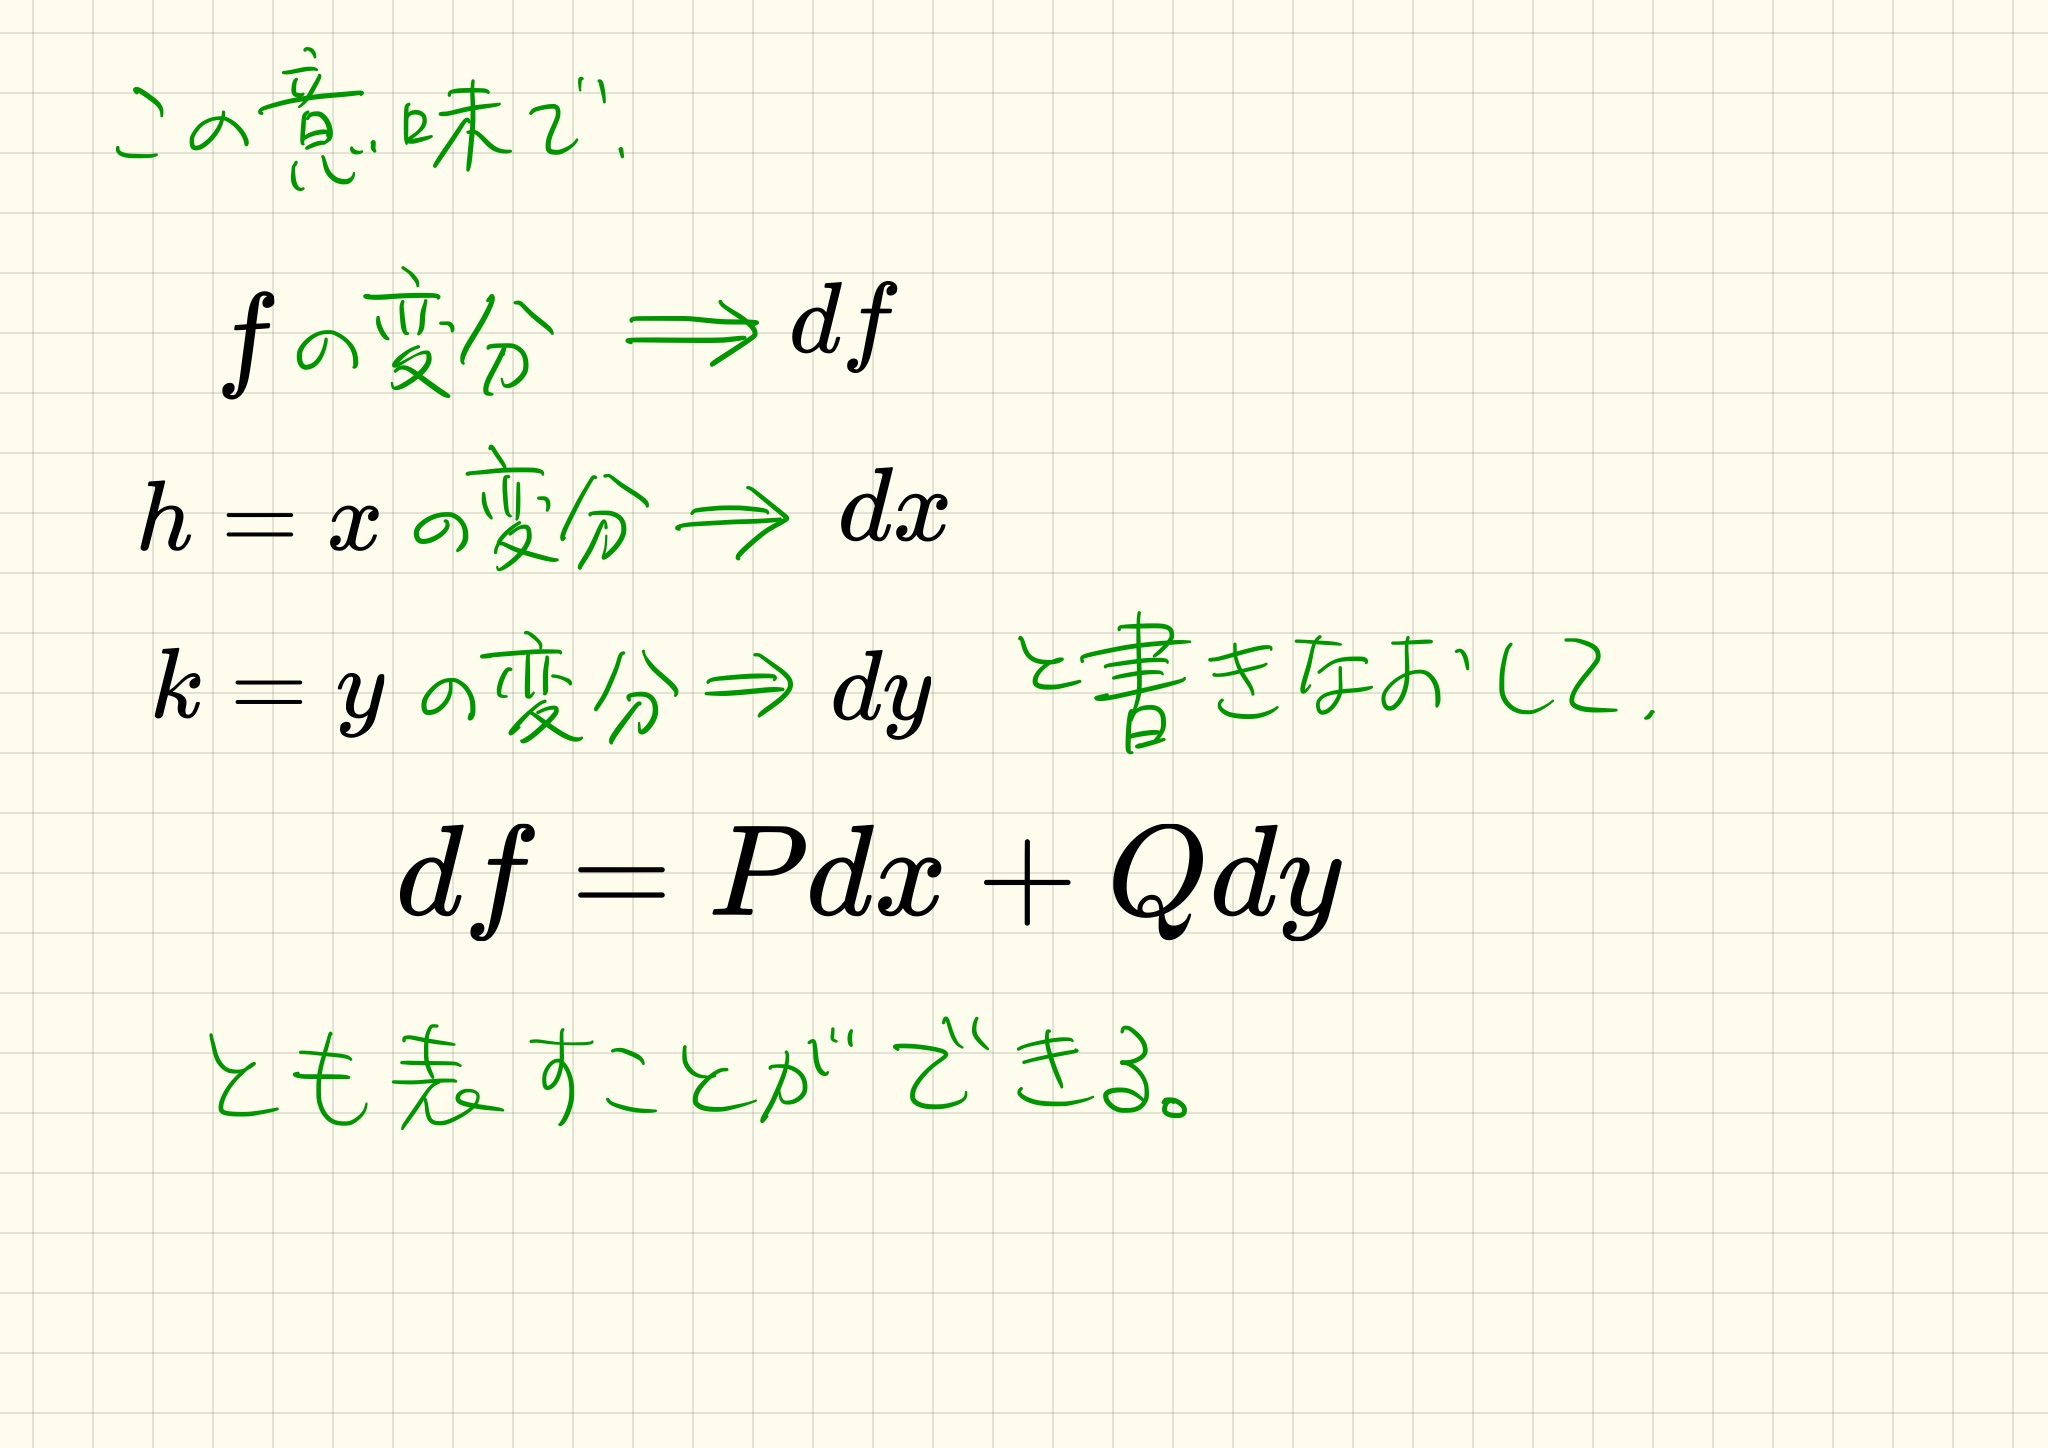 この意味で、
fの変分 ⟹ df
h = xの変分 ⟹ dx
k = yの変分 ⟹ dy と書きなおして、
df = Pdx + Qdy
とも表すことができる。